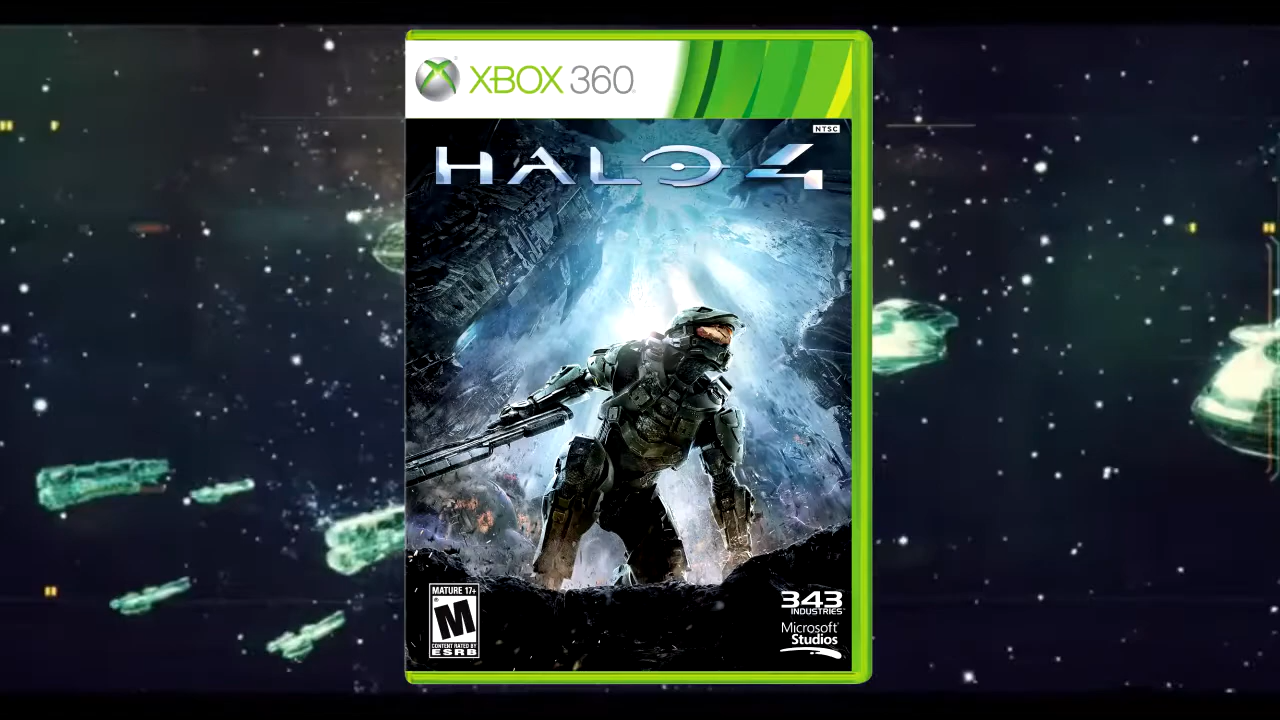 XBOX 360
NTSC
HALO 4
MATURE 17+
M
CONTENT RATED BY
ESRB
343
INDUSTRIES
Microsoft
Studios